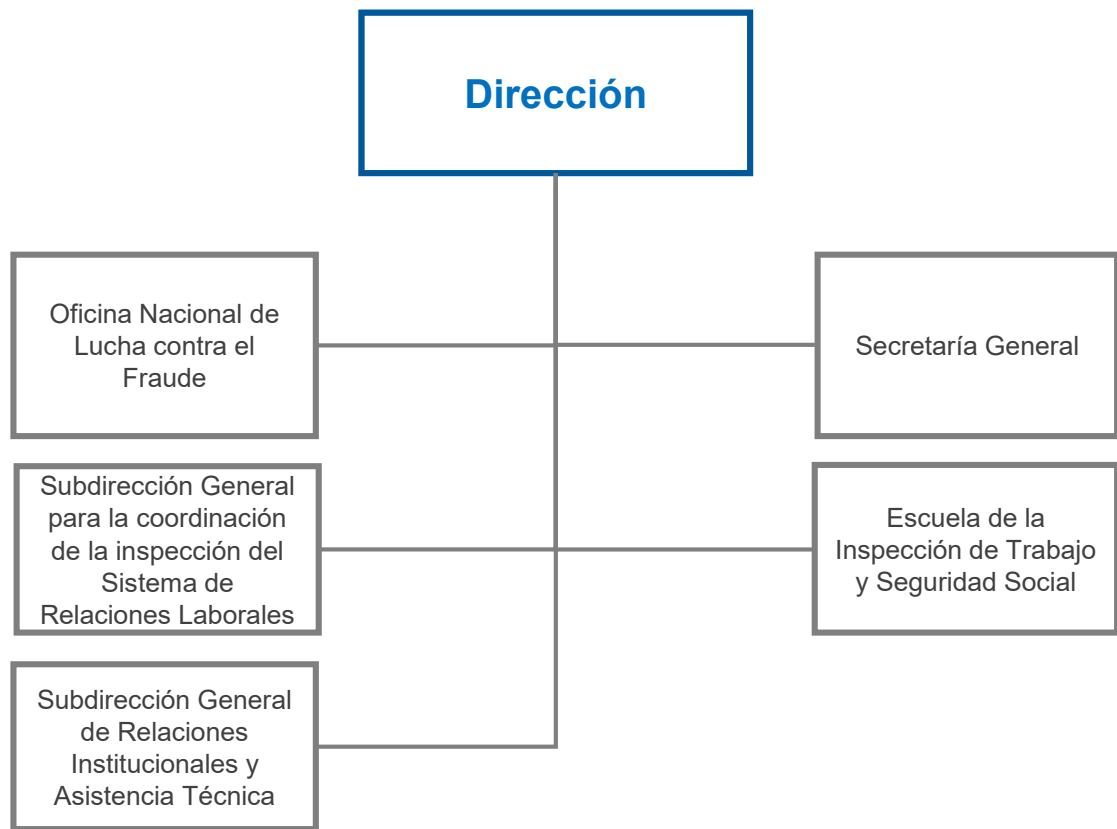 Dirección
Oficina Nacional de
Lucha contra el
Fraude
Secretaría General
Subdirección General
para la coordinación
de la inspección del
Sistema de
Relaciones Laborales
Escuela de la
Inspección de Trabajo
y Seguridad Social
Subdirección General
de Relaciones
Institucionales y
Asistencia Técnica